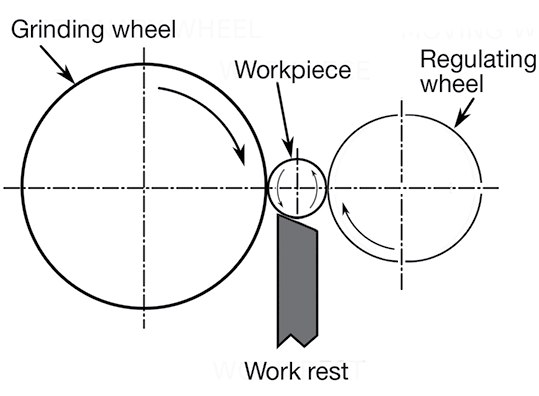 Grinding wheel
Workpiece
Regulating
wheel
Work rest